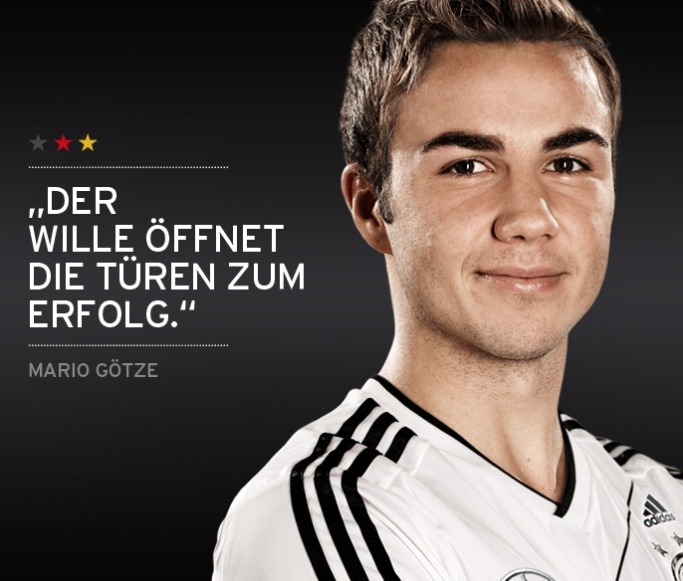 „DER
WILLE ÖFFNET
DIE TÜREN ZUM
ERFOLG.“
MARIO GÖTZE
adidas